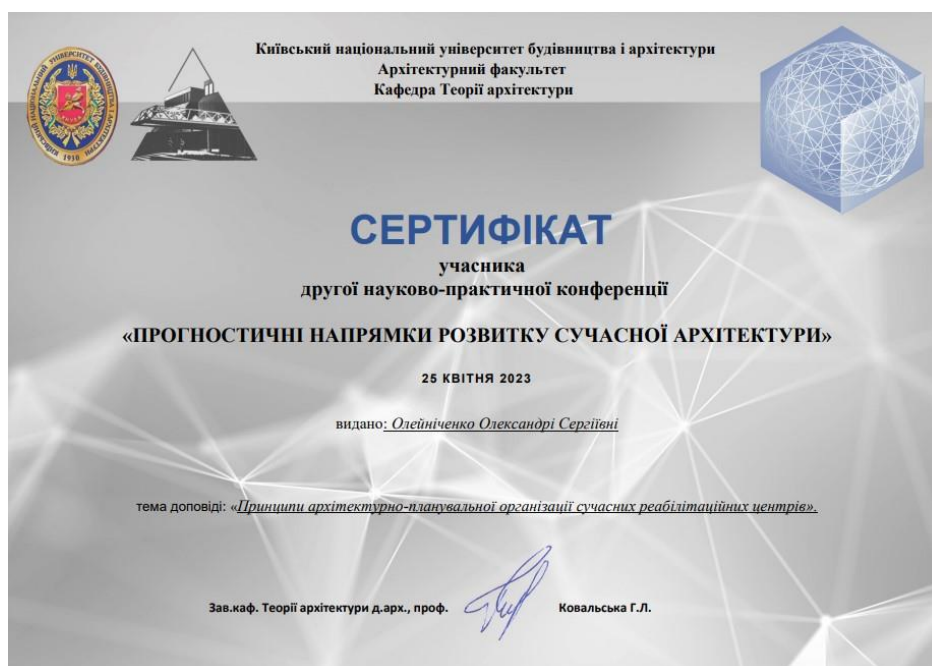 Київський національний університет будівництва і архітектури
Архітектурний факультет
Кафедра Теорії архітектури
СЕРТИФІКАТ
учасника
другої науково-практичної конференції
«ПРОГНОСТИЧНІ НАПРЯМКИ РОЗВИТКУ СУЧАСНОЇ АРХІТЕКТУРИ»
25 КВІТНЯ 2023
видано: Олейніченко Олександрі Сергіївні
тема доповіді: «Принципи архітектурно-планувальної організації сучасних реабілітаційних центрів».
Зав.каф. Теорії архітектури д.арх., проф. Ковальська Г.Л.
1930